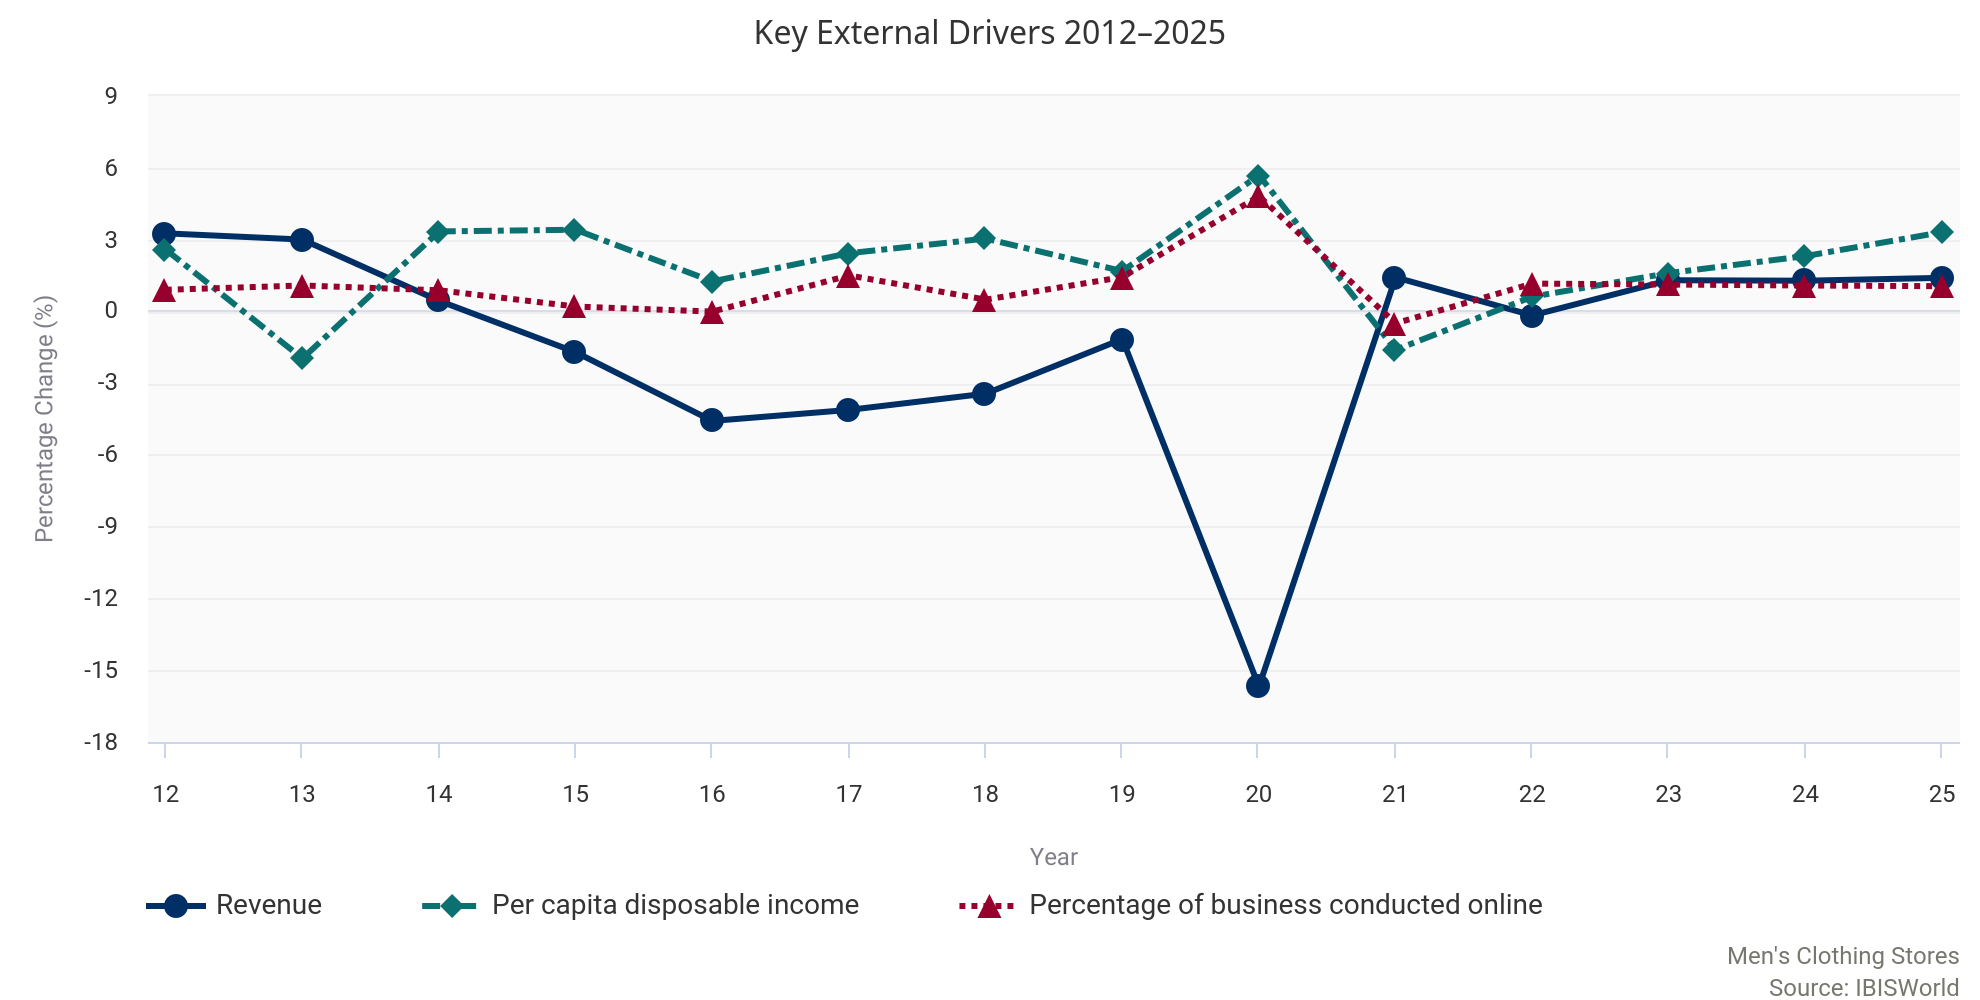 Key External Drivers 2012–2025
9
6
3
0
-3
-6
-9
-12
-15
-18
Percentage Change (%)
12 13 14 15 16 17 18 19 20 21 22 23 24 25
Year
Revenue Per capita disposable income Percentage of business conducted online
Men's Clothing Stores
Source: IBISWorld